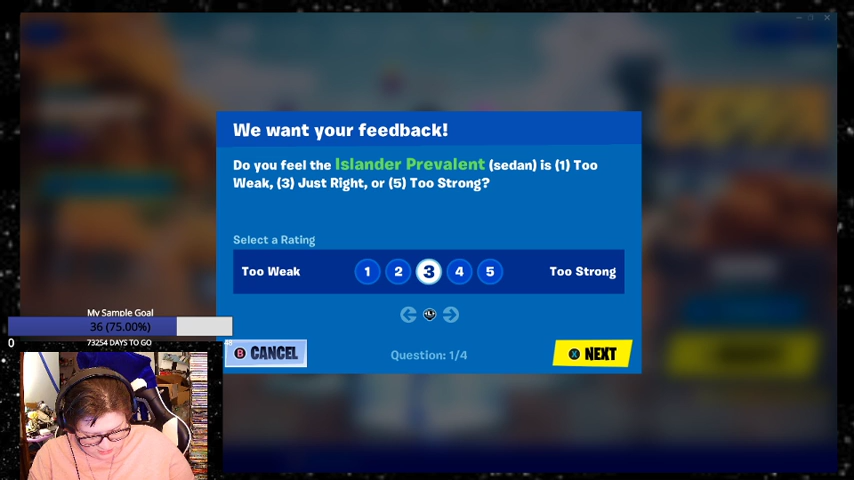 We want your feedback!
Do you feel the Islander Prevalent (sedan) is (1) Too
Weak, (3) Just Right, or (5) Too Strong?
Select a Rating
Too Weak 1 2 3 4 5 Too Strong
B CANCEL
Question: 1/4
X NEXT
My Sample Goal
36 (75.00%)
0 73254 DAYS TO GO 48